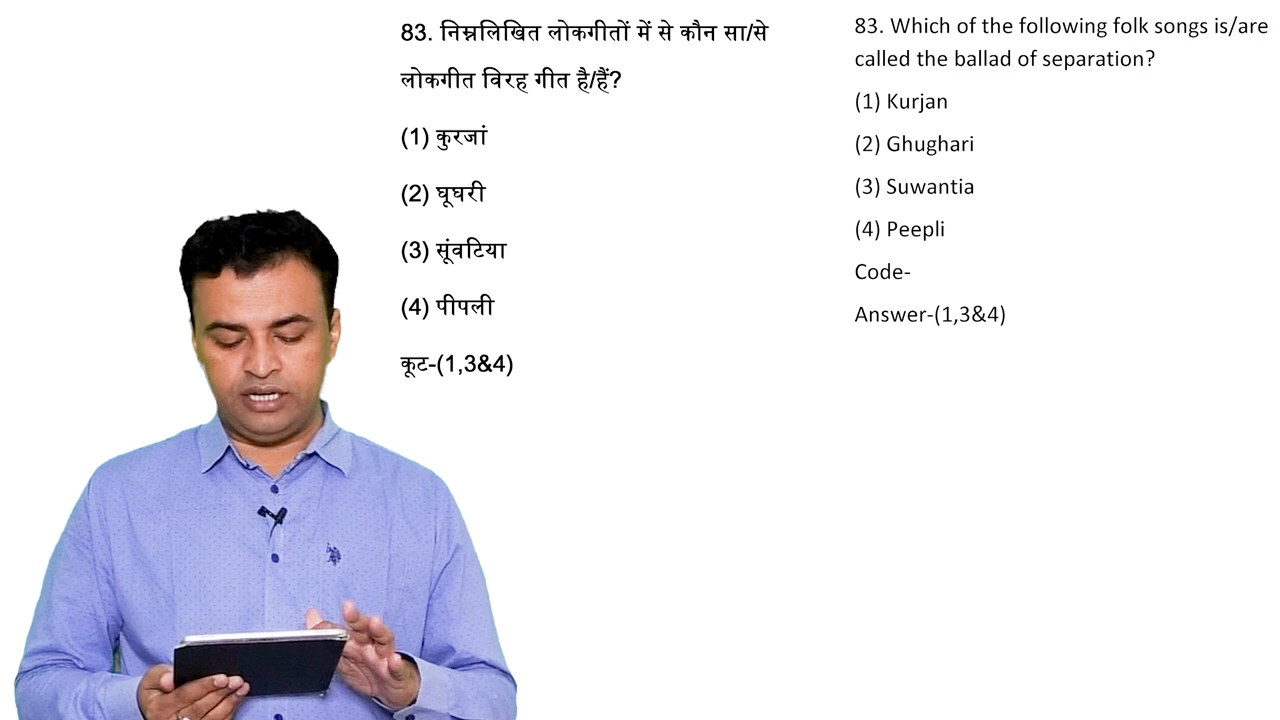 83. निम्नलिखित लोकगीतों में से कौन सा/से
लोकगीत विरह गीत है/हैं?
(1) कुरजां
(2) घूघरी
(3) सूंवटिया
(4) पीपली
कूट-(1,3&4)
83. Which of the following folk songs is/are
called the ballad of separation?
(1) Kurjan
(2) Ghughari
(3) Suwantia
(4) Peepli
Code-
Answer-(1,3&4)